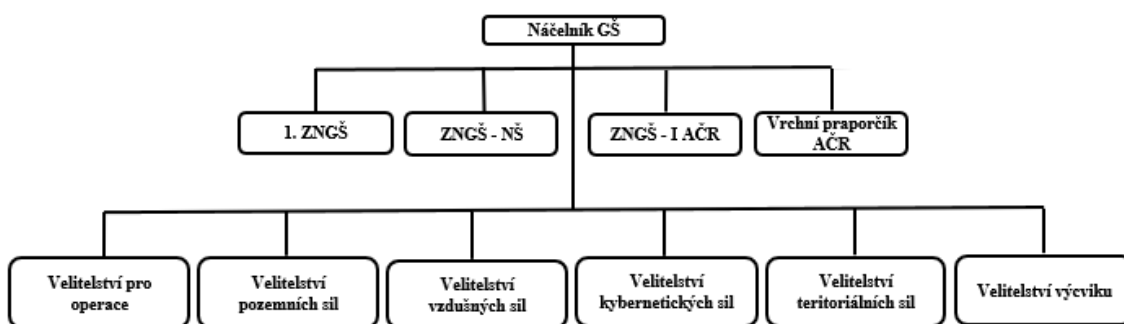 Náčelník GŠ
1. ZNGŠ
ZNGŠ - NŠ
ZNGŠ - I AČR
Vrchní praporčík
AČR
Velitelství pro
operace
Velitelství
pozemních sil
Velitelství
vzdušných sil
Velitelství
kybernetických sil
Velitelství
teritoriálních sil
Velitelství výcviku